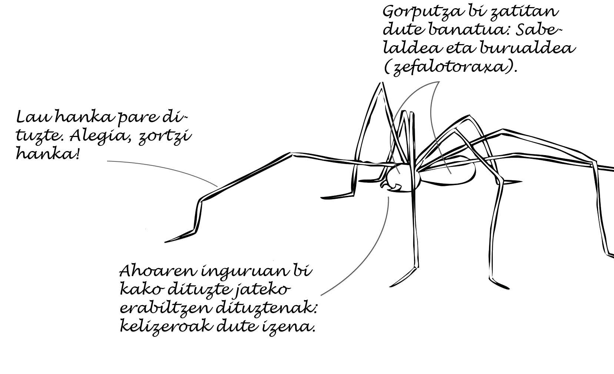 Gorputza bi zatitan
dute banatua: Sabe-
laldea eta burualdea
(zefalotoraxa).
Lau hanka pare di-
tuzte. Alegia, zortzi
hanka!
Ahoaren inguruan bi
kako dituzte jateko
erabiltzen dituztenak:
kelizeroak dute izena.